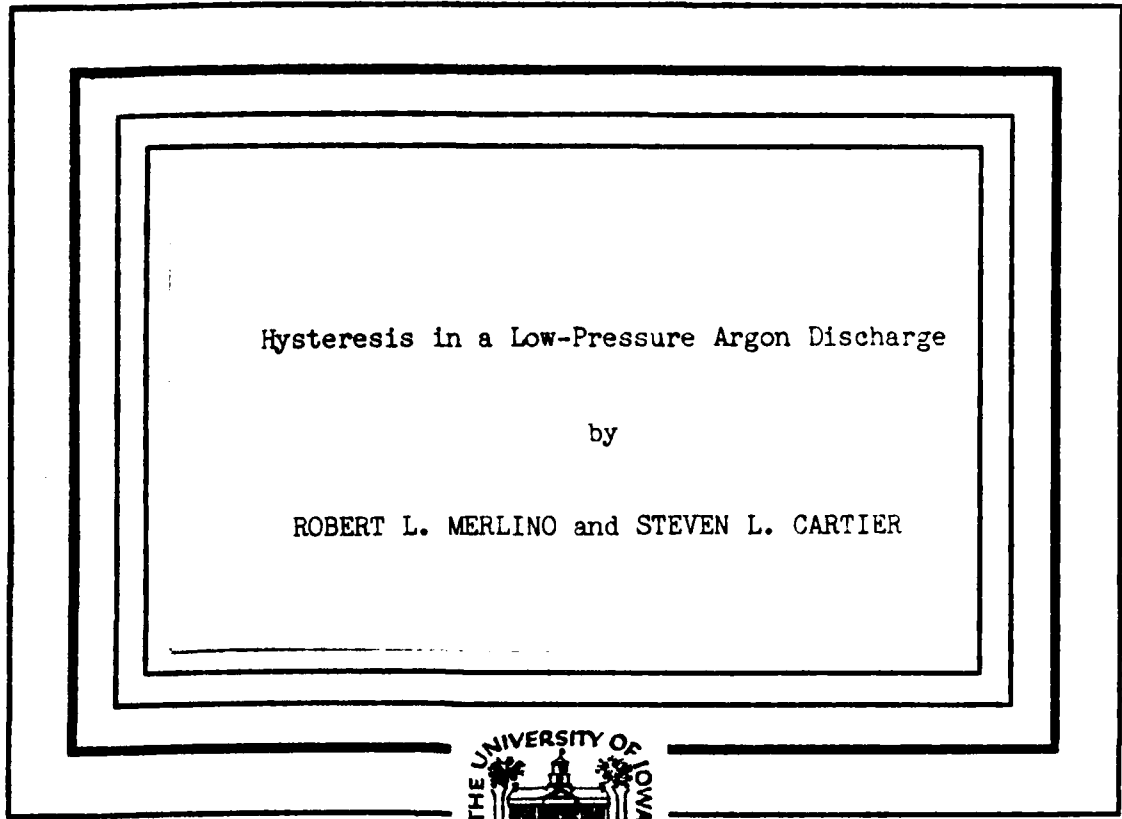 Hysteresis in a Low-Pressure Argon Discharge
by
ROBERT L. MERLINO and STEVEN L. CARTIER
THE UNIVERSITY OF IOWA